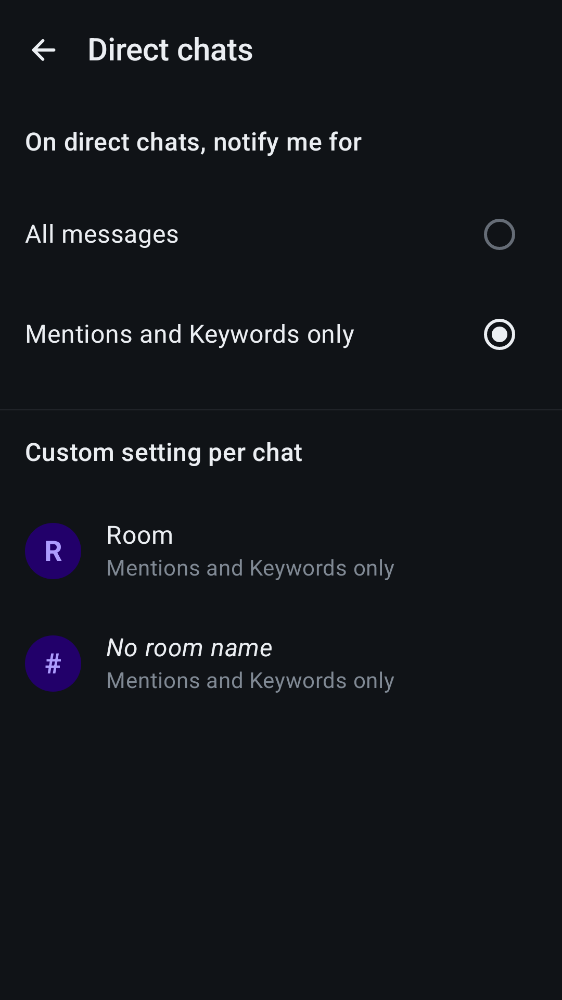 Direct chats
On direct chats, notify me for
All messages
Mentions and Keywords only
Custom setting per chat
R
Room
Mentions and Keywords only
#
No room name
Mentions and Keywords only